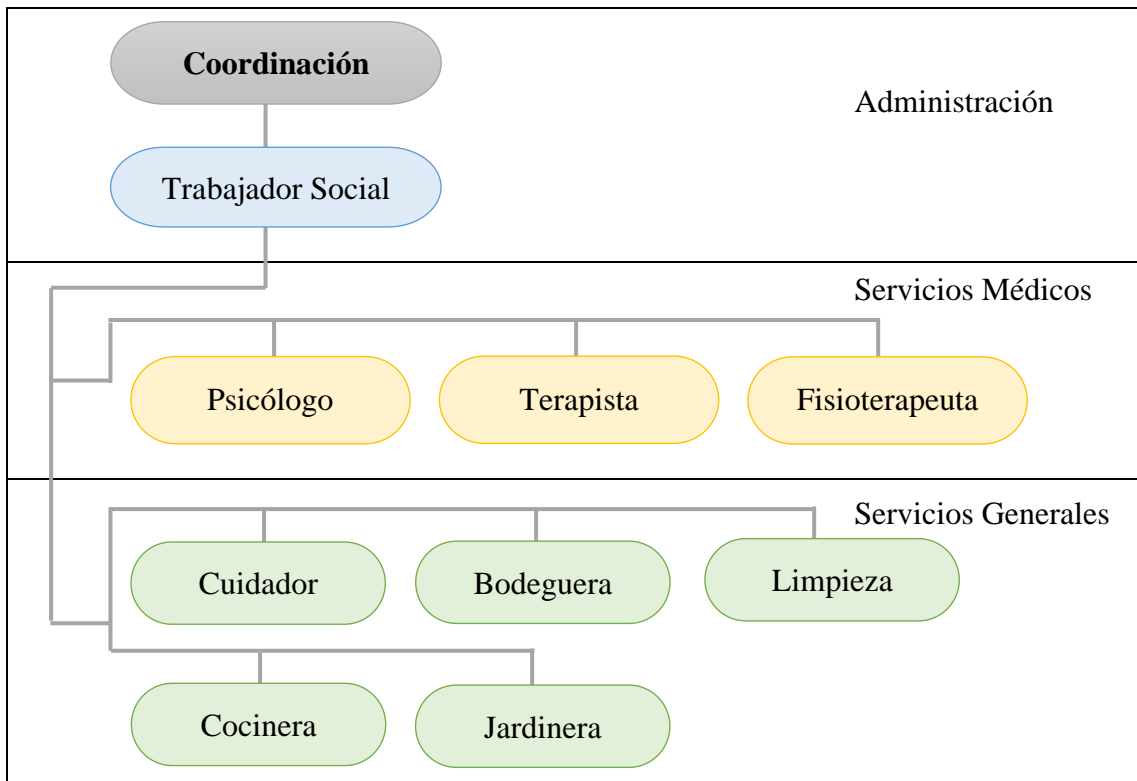 Coordinación
Administración
Trabajador Social
Servicios Médicos
Psicólogo
Terapista
Fisioterapeuta
Servicios Generales
Cuidador
Bodeguera
Limpieza
Cocinera
Jardinera